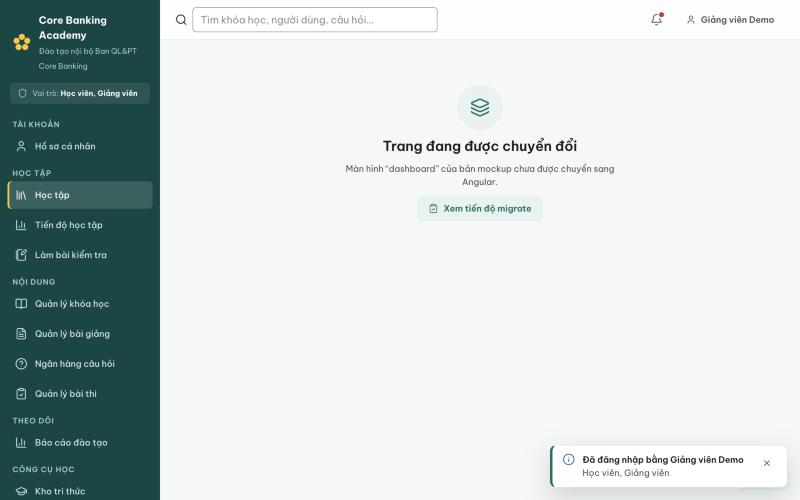 Core Banking
Academy
Đào tạo nội bộ Ban QL&PT
Core Banking
Vai trò: Học viên, Giảng viên
TÀI KHOẢN
Hồ sơ cá nhân
HỌC TẬP
Học tập
Tiến độ học tập
Làm bài kiểm tra
NỘI DUNG
Quản lý khóa học
Quản lý bài giảng
Ngân hàng câu hỏi
Quản lý bài thi
THEO DÕI
Báo cáo đào tạo
CÔNG CỤ HỌC
Kho tri thức
Tìm khóa học, người dùng, câu hỏi...
Giảng viên Demo
Trang đang được chuyển đổi
Màn hình "dashboard" của bản mockup chưa được chuyển sang
Angular.
Xem tiến độ migrate
Đã đăng nhập bằng Giảng viên Demo
Học viên, Giảng viên